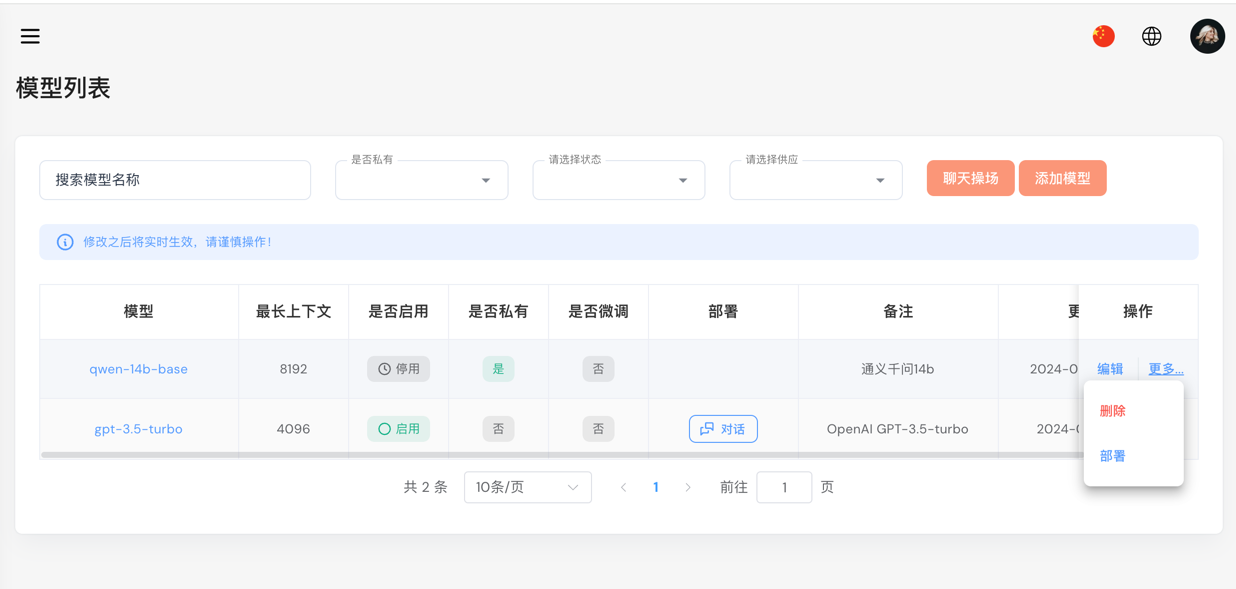 模型列表
搜索模型名称
是否私有
请选择状态
请选择供应
聊天操场
添加模型
修改之后将实时生效，请谨慎操作！
模型 最长上下文 是否启用 是否私有 是否微调 部署 备注 更 操作
qwen-14b-base 8192 停用 是 否 通义千问14b 2024-0 编辑 更多...
gpt-3.5-turbo 4096 启用 否 否 对话 OpenAI GPT-3.5-turbo 2024-0
删除
部署
共 2 条 10条/页 1 前往 1 页